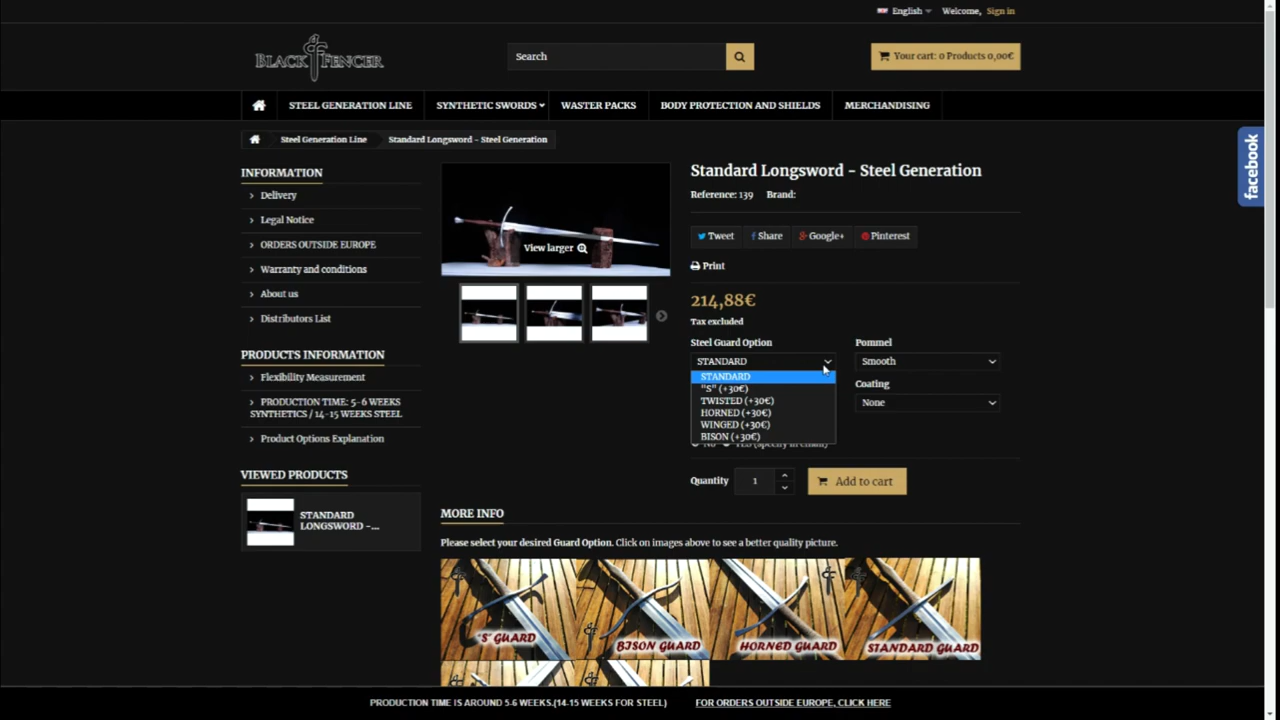 English
Welcome, Sign in
BLACK FENCER
Search
Your cart: 0 Products 0,00€
STEEL GENERATION LINE
SYNTHETIC SWORDS
WASTER PACKS
BODY PROTECTION AND SHIELDS
MERCHANDISING
Steel Generation Line
Standard Longsword - Steel Generation
facebook
INFORMATION
Delivery
Legal Notice
ORDERS OUTSIDE EUROPE
Warranty and conditions
About us
Distributors List
PRODUCTS INFORMATION
Flexibility Measurement
PRODUCTION TIME: 5-6 WEEKS
SYNTHETICS / 14-15 WEEKS STEEL
Product Options Explanation
VIEWED PRODUCTS
STANDARD
LONGSWORD -...
View larger
Standard Longsword - Steel Generation
Reference: 139 Brand:
Tweet
Share
Google+
Pinterest
Print
214,88€
Tax excluded
Steel Guard Option
STANDARD
STANDARD
"S" (+30€)
TWISTED (+30€)
HORNED (+30€)
WINGED (+30€)
BISON (+30€)
Pommel
Smooth
Coating
None
Quantity
1
Add to cart
MORE INFO
Please select your desired Guard Option. Click on images above to see a better quality picture.
"S" GUARD
BISON GUARD
HORNED GUARD
STANDARD GUARD
PRODUCTION TIME IS AROUND 5-6 WEEKS.(14-15 WEEKS FOR STEEL)
FOR ORDERS OUTSIDE EUROPE, CLICK HERE